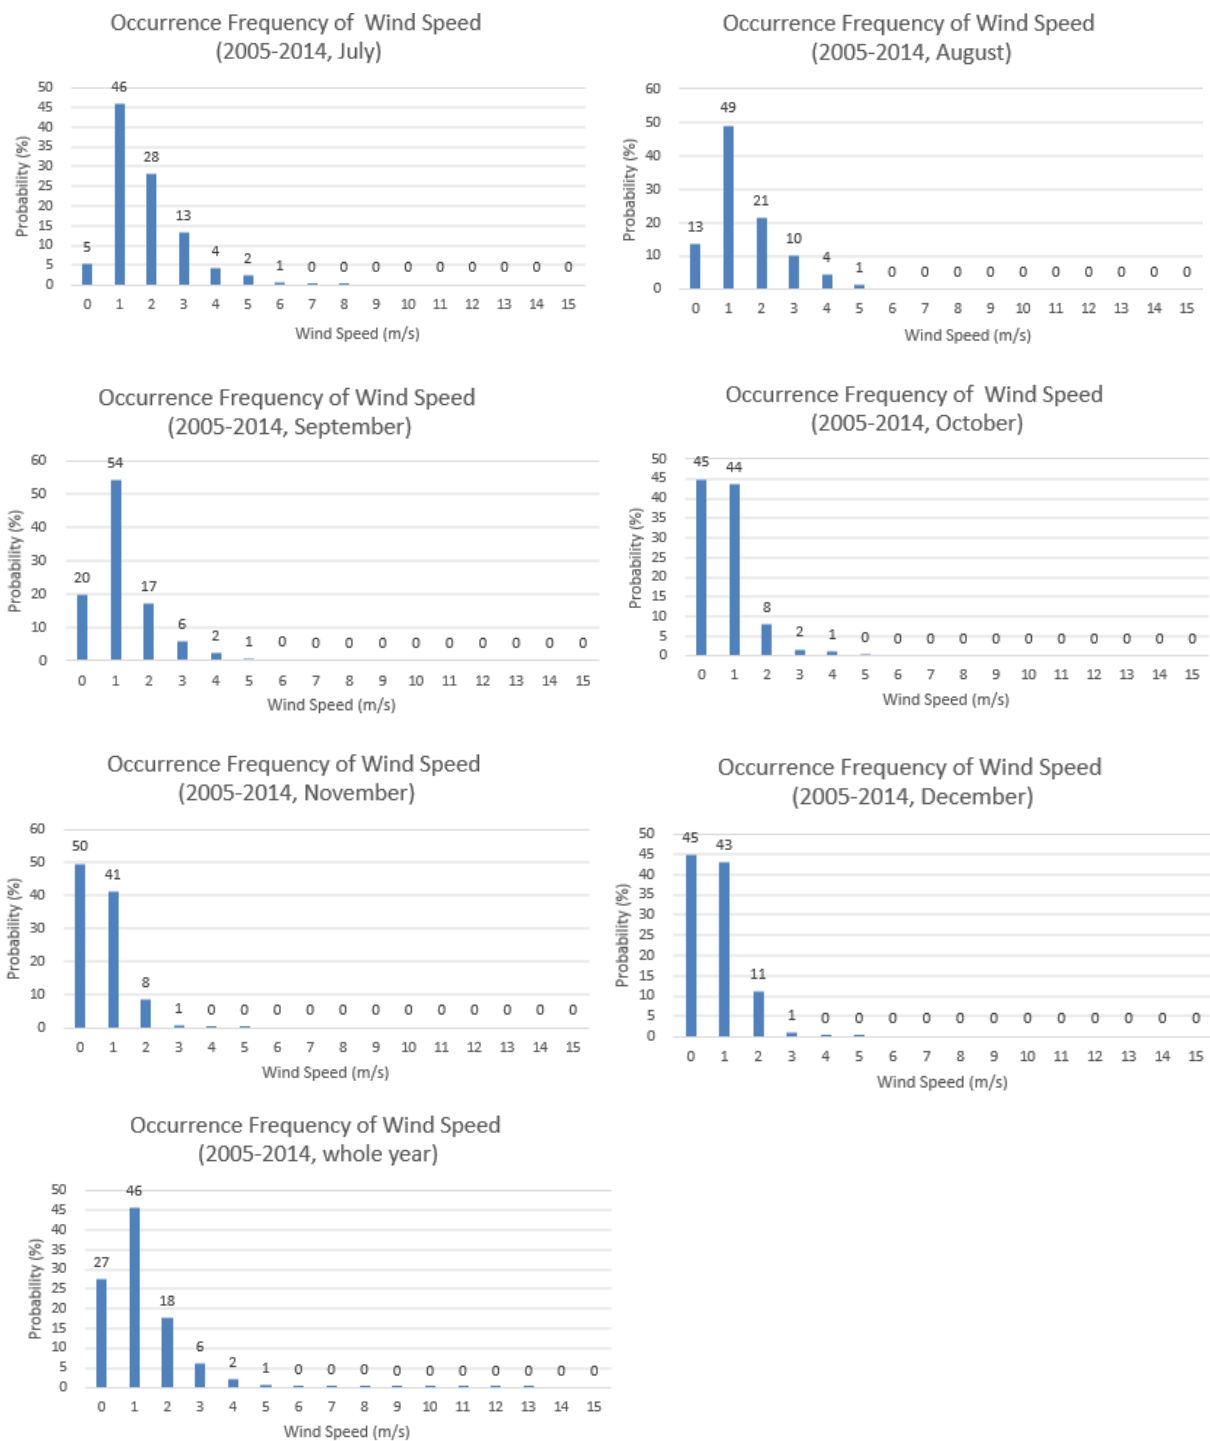 Occurrence Frequency of  Wind Speed
(2005-2014, July)
Probability (%)
50
45
40
35
30
25
20
15
10
5
0
5 46 28 13 4 2 1 0 0 0 0 0 0 0 0
0 1 2 3 4 5 6 7 8 9 10 11 12 13 14 15
Wind Speed (m/s)
Occurrence Frequency of Wind Speed
(2005-2014, August)
Probability (%)
60
50
40
30
20
10
0
13 49 21 10 4 1 0 0 0 0 0 0 0 0 0 0
0 1 2 3 4 5 6 7 8 9 10 11 12 13 14 15
Wind Speed (m/s)
Occurrence Frequency of Wind Speed
(2005-2014, September)
Probability (%)
60
50
40
30
20
10
0
20 54 17 6 2 1 0 0 0 0 0 0 0 0 0 0
0 1 2 3 4 5 6 7 8 9 10 11 12 13 14 15
Wind Speed (m/s)
Occurrence Frequency of  Wind Speed
(2005-2014, October)
Probability (%)
50
45
40
35
30
25
20
15
10
5
0
45 44 8 2 1 0 0 0 0 0 0 0 0 0 0 0
0 1 2 3 4 5 6 7 8 9 10 11 12 13 14 15
Wind Speed (m/s)
Occurrence Frequency of Wind Speed
(2005-2014, November)
Probability (%)
60
50
40
30
20
10
0
50 41 8 1 0 0 0 0 0 0 0 0 0 0 0 0
0 1 2 3 4 5 6 7 8 9 10 11 12 13 14 15
Wind Speed (m/s)
Occurrence Frequency of Wind Speed
(2005-2014, December)
Probability (%)
50
45
40
35
30
25
20
15
10
5
0
45 43 11 1 0 0 0 0 0 0 0 0 0 0 0 0
0 1 2 3 4 5 6 7 8 9 10 11 12 13 14 15
Wind Speed (m/s)
Occurrence Frequency of Wind Speed
(2005-2014, whole year)
Probability (%)
50
45
40
35
30
25
20
15
10
5
0
27 46 18 6 2 1 0 0 0 0 0 0 0 0 0 0
0 1 2 3 4 5 6 7 8 9 10 11 12 13 14 15
Wind Speed (m/s)